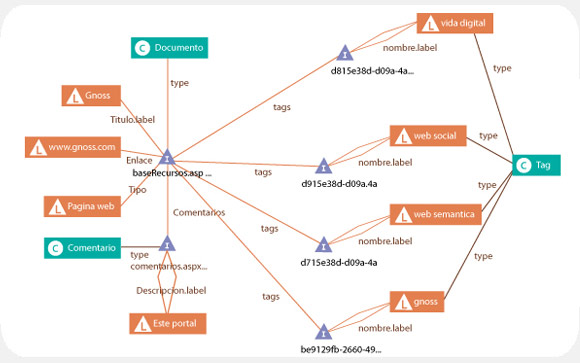 vida digital
nombre.label
C Documento
I
d815e38d-d09a-4a...
type
type
L Gnoss
tags
Titulo.label
L web social
type
L www.gnoss.com
Enlace
I
nombre.label
C Tag
baseRecursos.asp ...
tags
I
d915e38d-d09a.4a
Tipo
type
L Pagina web
Comentarios
L web semantica
tags
nombre.label
C Comentario
type
I
I
d715e38d-d09a-4a
type
comentarios.aspx...
Descripcion.label
tags
L gnoss
L Este portal
I
nombre.label
be9129fb-2660-49...